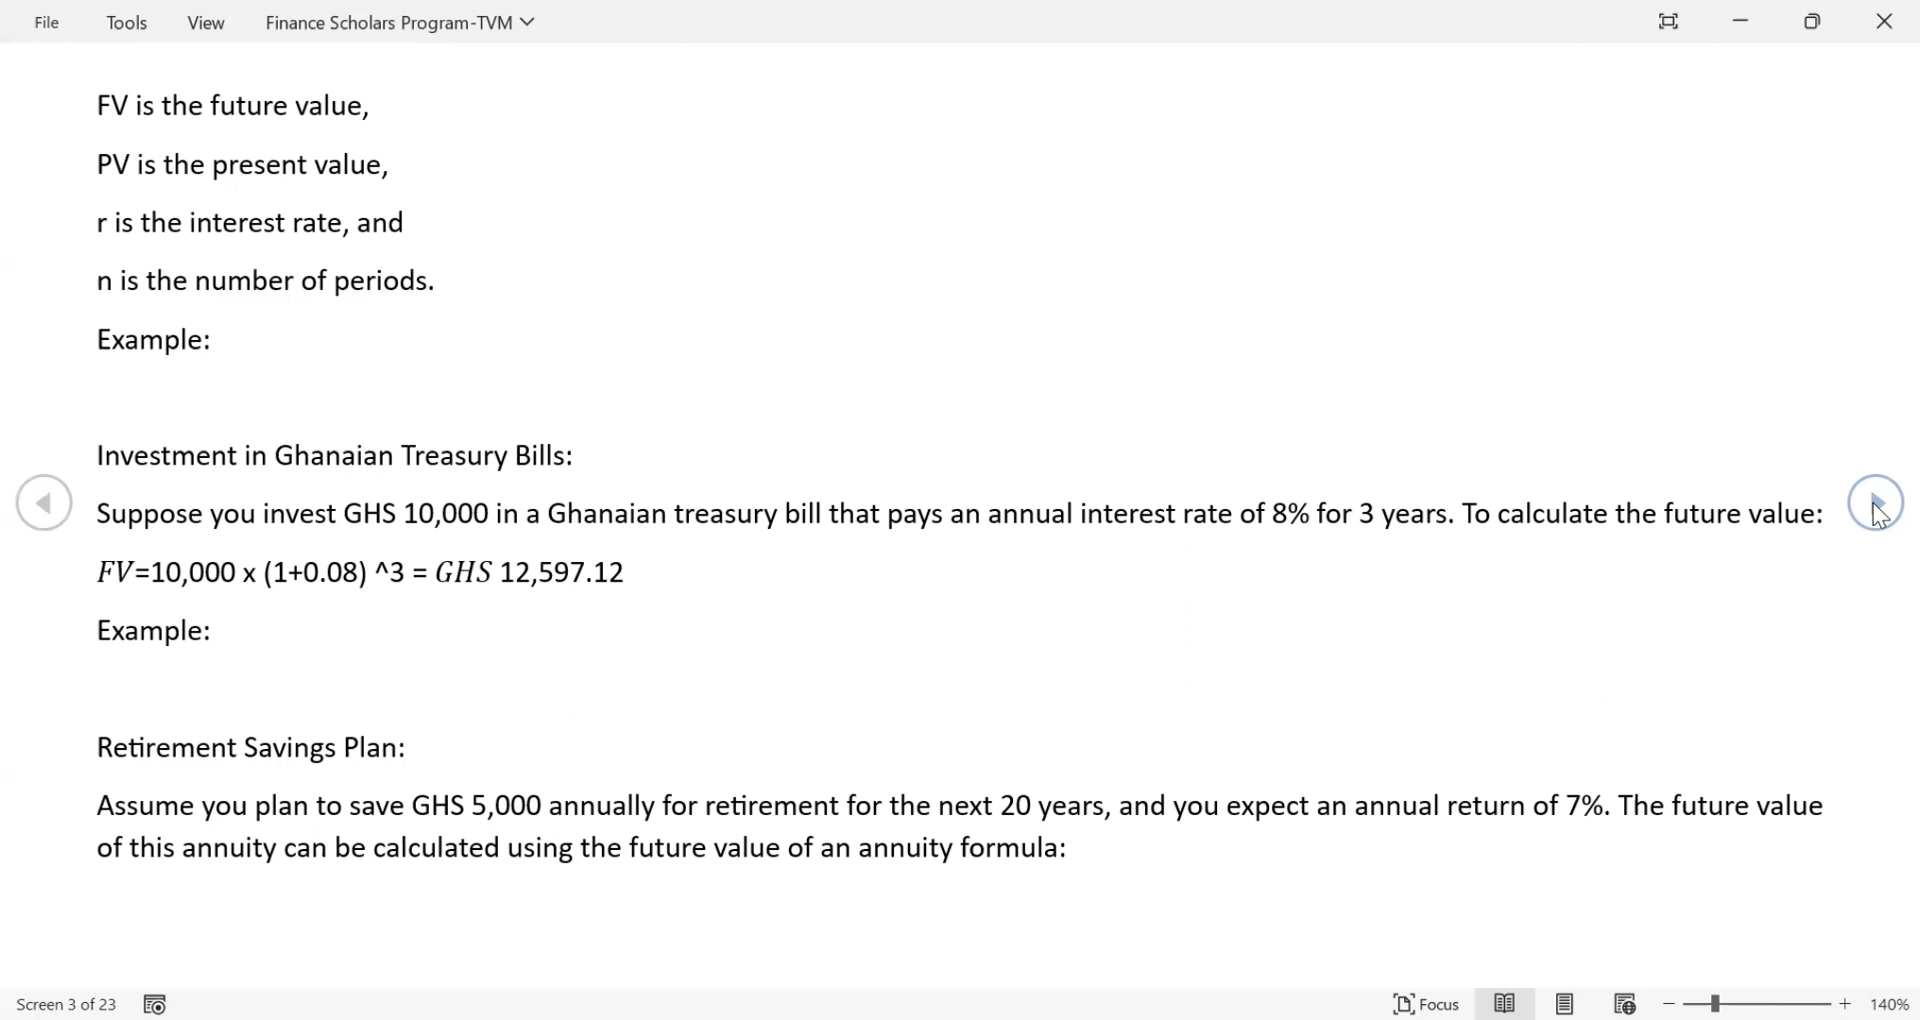 File Tools View Finance Scholars Program-TVM
FV is the future value,
PV is the present value,
r is the interest rate, and
n is the number of periods.
Example:
Investment in Ghanaian Treasury Bills:
Suppose you invest GHS 10,000 in a Ghanaian treasury bill that pays an annual interest rate of 8% for 3 years. To calculate the future value:
FV=10,000 x (1+0.08) ^3 = GHS 12,597.12
Example:
Retirement Savings Plan:
Assume you plan to save GHS 5,000 annually for retirement for the next 20 years, and you expect an annual return of 7%. The future value
of this annuity can be calculated using the future value of an annuity formula:
Screen 3 of 23 Focus 140%